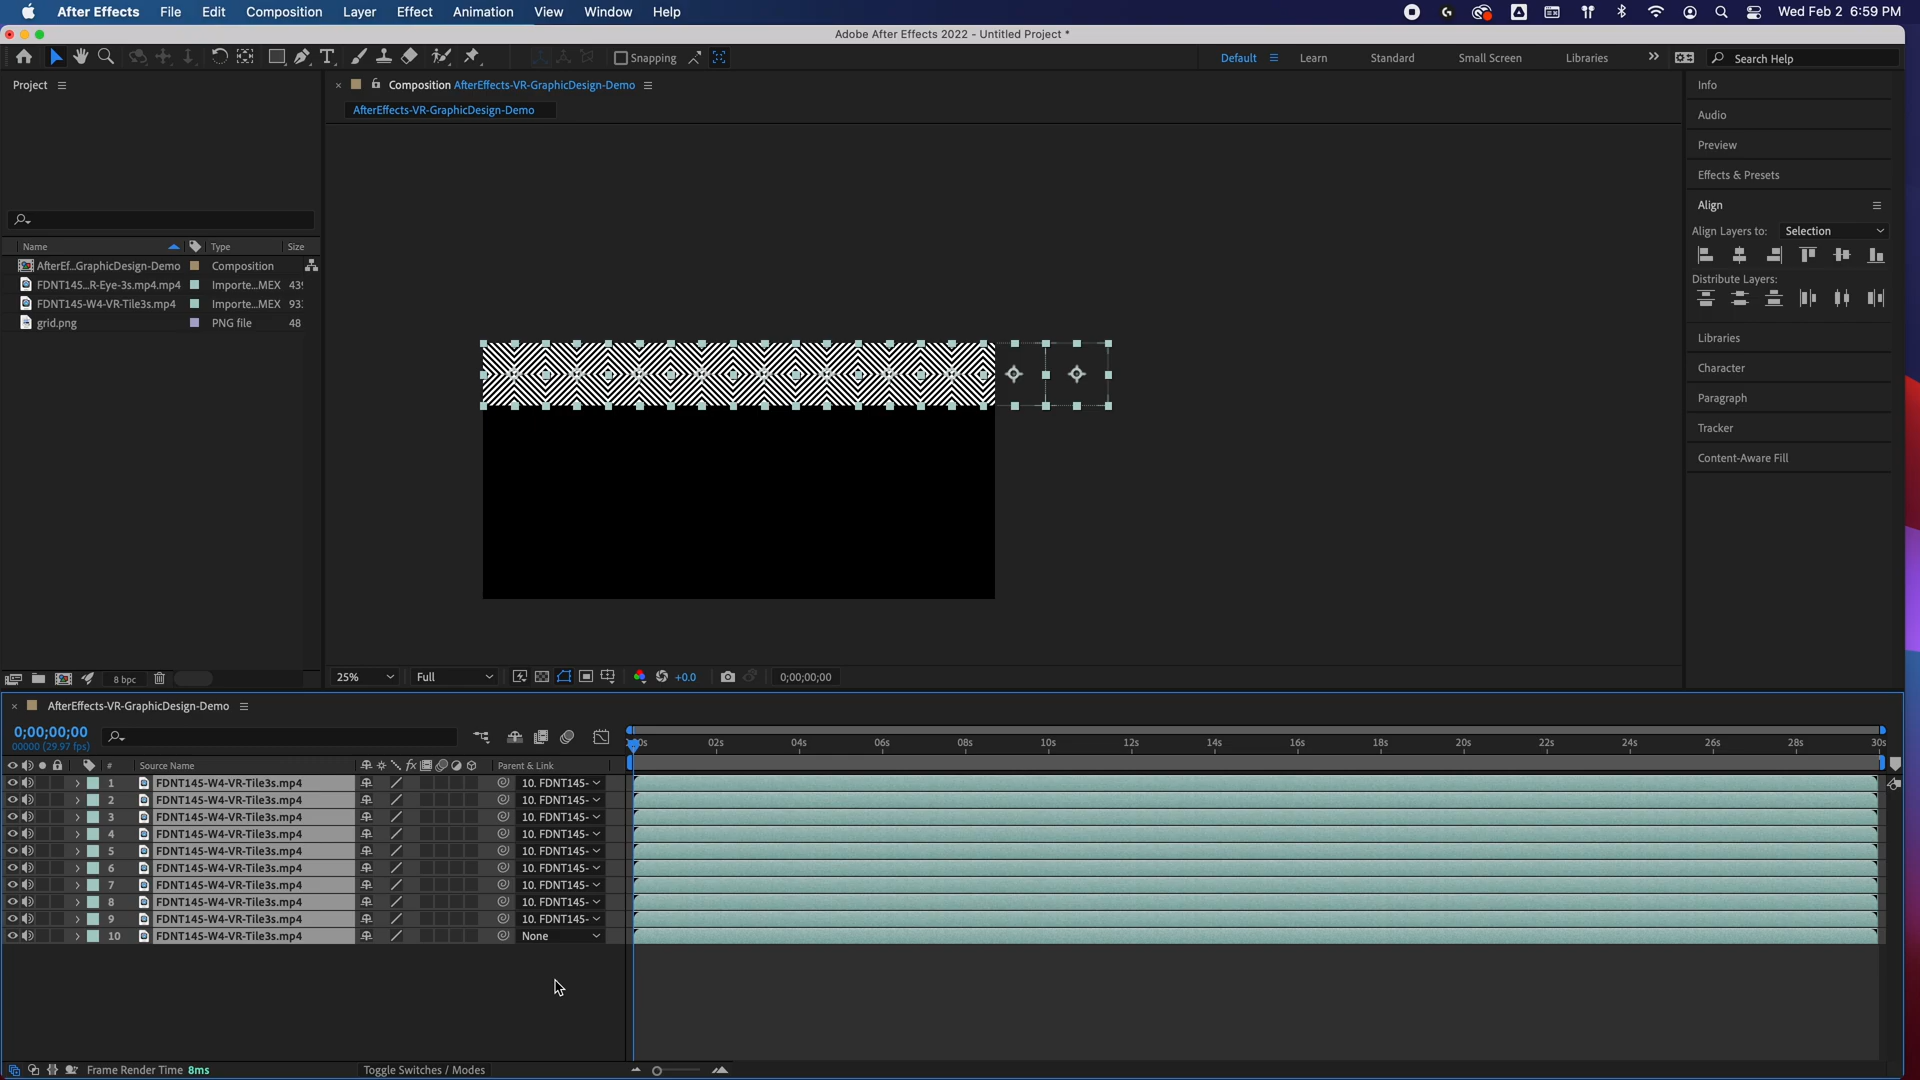 After Effects File Edit Composition Layer Effect Animation View Window Help Wed Feb 2 6:59 PM
Adobe After Effects 2022 - Untitled Project *
Snapping Default Learn Standard Small Screen Libraries Search Help
Project
Composition AfterEffects-VR-GraphicDesign-Demo
AfterEffects-VR-GraphicDesign-Demo
Info
Audio
Preview
Effects & Presets
Align
Align Layers to: Selection
Distribute Layers:
Libraries
Character
Paragraph
Tracker
Content-Aware Fill
Name Type Size
AfterEf...GraphicDesign-Demo Composition
FDNT145...R-Eye-3s.mp4.mp4 Importe...MEX 439
FDNT145-W4-VR-Tile3s.mp4 Importe...MEX 93
grid.png PNG file 48
8 bpc
25% Full +0.0 0;00;00;00
AfterEffects-VR-GraphicDesign-Demo
0;00;00;00
00000 (29.97 fps)
00s 02s 04s 06s 08s 10s 12s 14s 16s 18s 20s 22s 24s 26s 28s 30s
# Source Name fx Parent & Link
1 FDNT145-W4-VR-Tile3s.mp4 10. FDNT145-
2 FDNT145-W4-VR-Tile3s.mp4 10. FDNT145-
3 FDNT145-W4-VR-Tile3s.mp4 10. FDNT145-
4 FDNT145-W4-VR-Tile3s.mp4 10. FDNT145-
5 FDNT145-W4-VR-Tile3s.mp4 10. FDNT145-
6 FDNT145-W4-VR-Tile3s.mp4 10. FDNT145-
7 FDNT145-W4-VR-Tile3s.mp4 10. FDNT145-
8 FDNT145-W4-VR-Tile3s.mp4 10. FDNT145-
9 FDNT145-W4-VR-Tile3s.mp4 10. FDNT145-
10 FDNT145-W4-VR-Tile3s.mp4 None
Frame Render Time 8ms Toggle Switches / Modes